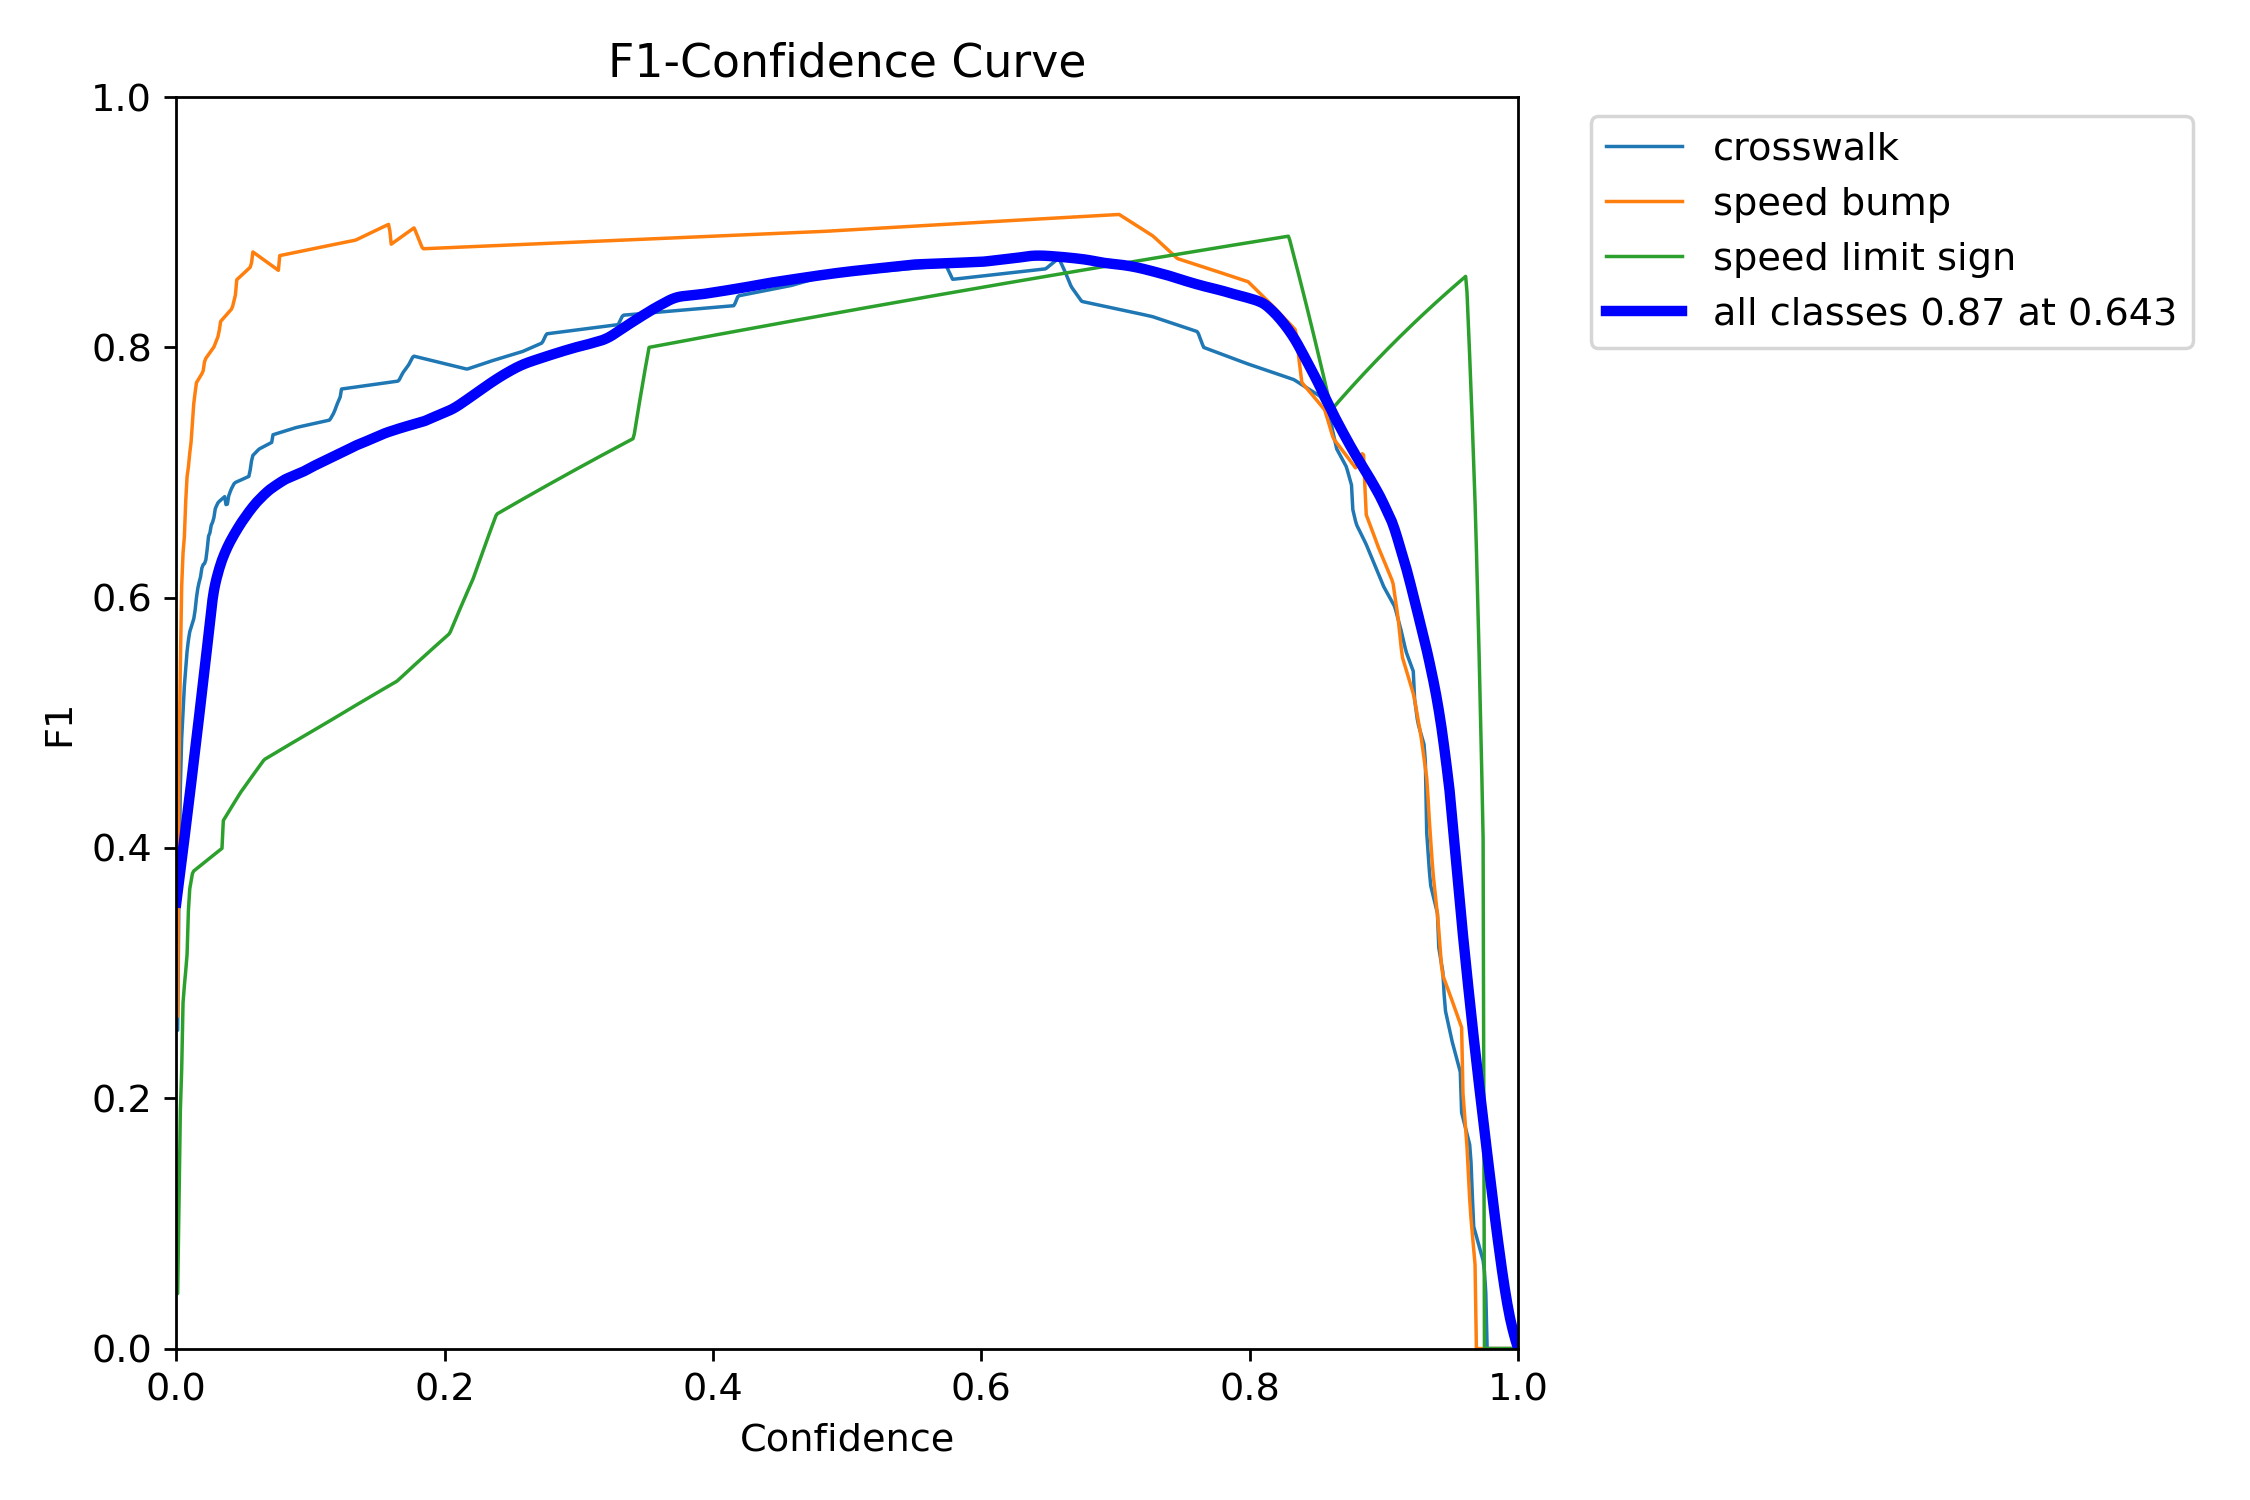 F1-Confidence Curve
1.0
0.8
0.6
0.4
0.2
0.0
F1
0.0 0.2 0.4 0.6 0.8 1.0
Confidence
crosswalk
speed bump
speed limit sign
all classes 0.87 at 0.643